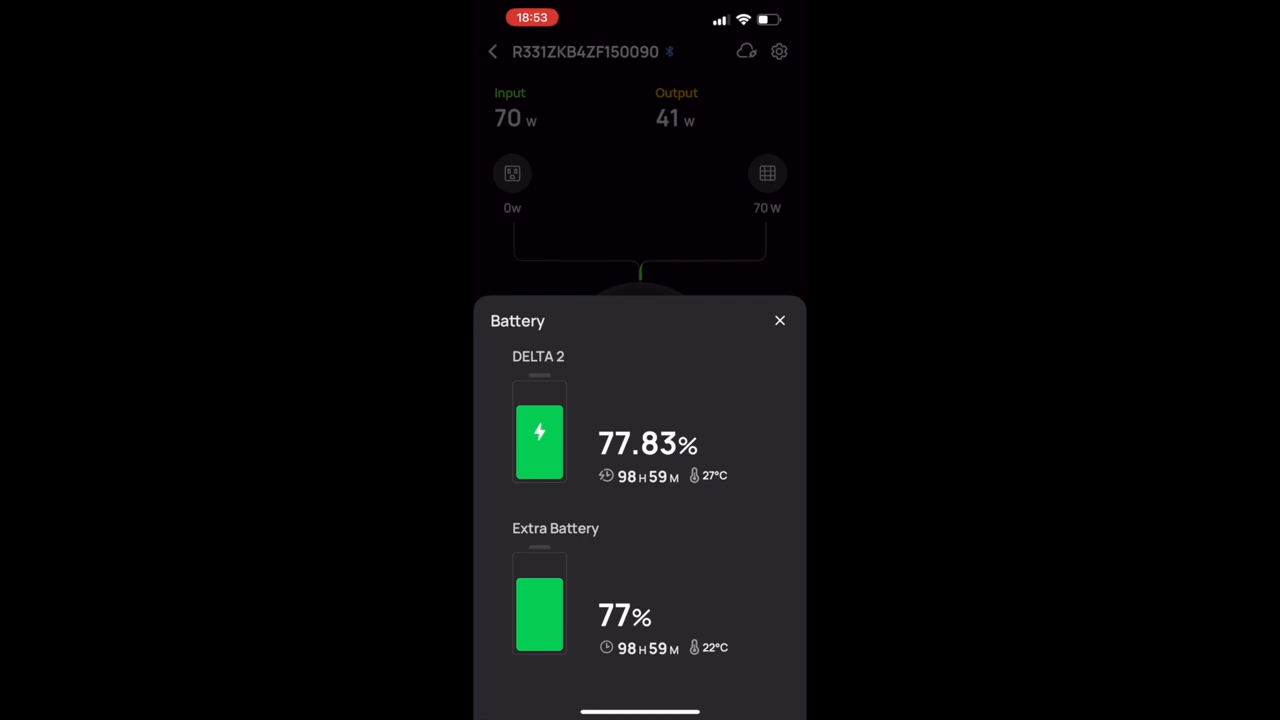 18:53
R331ZKB4ZF150090
Input Output
70 W 41 W
0w 70 W
Battery
DELTA 2
77.83%
98 H 59 M 27°C
Extra Battery
77%
98 H 59 M 22°C